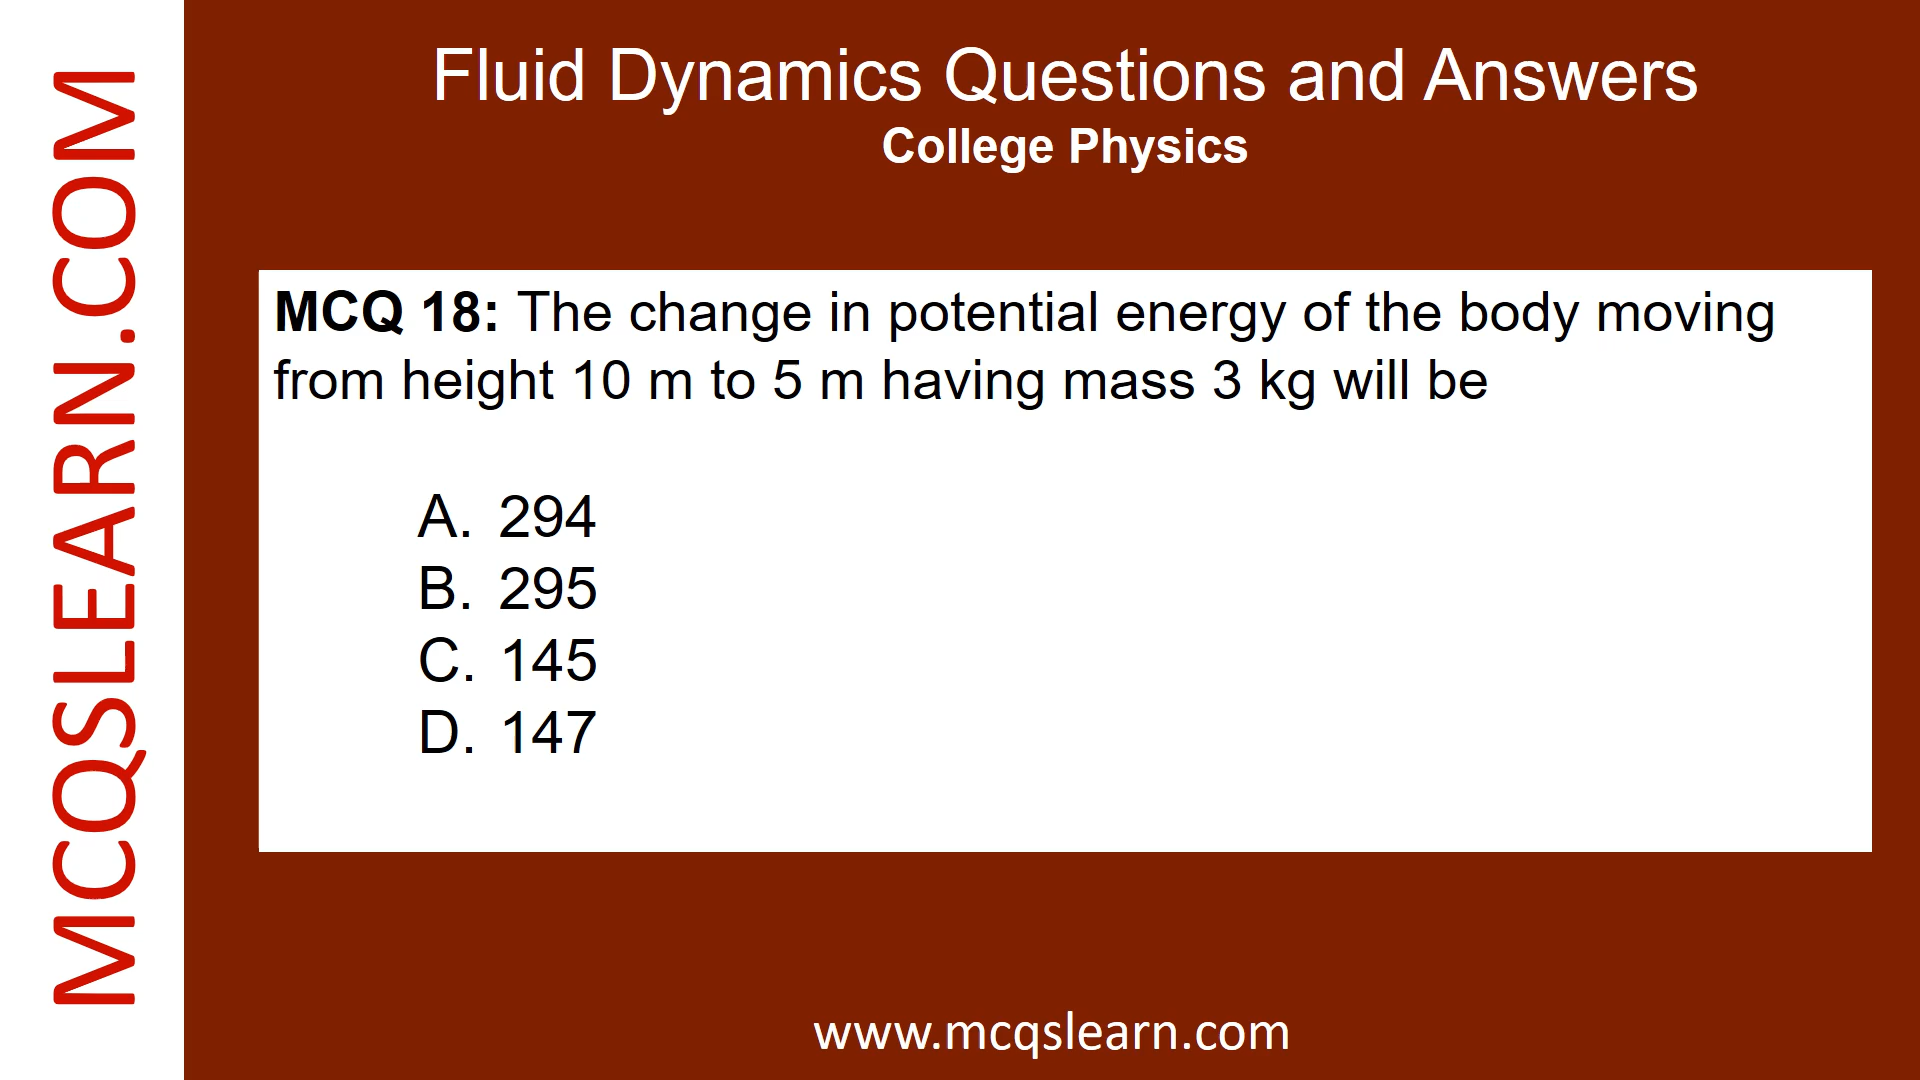 MCQSLEARN.COM
Fluid Dynamics Questions and Answers
College Physics
MCQ 18: The change in potential energy of the body moving
from height 10 m to 5 m having mass 3 kg will be
A. 294
B. 295
C. 145
D. 147
www.mcqslearn.com